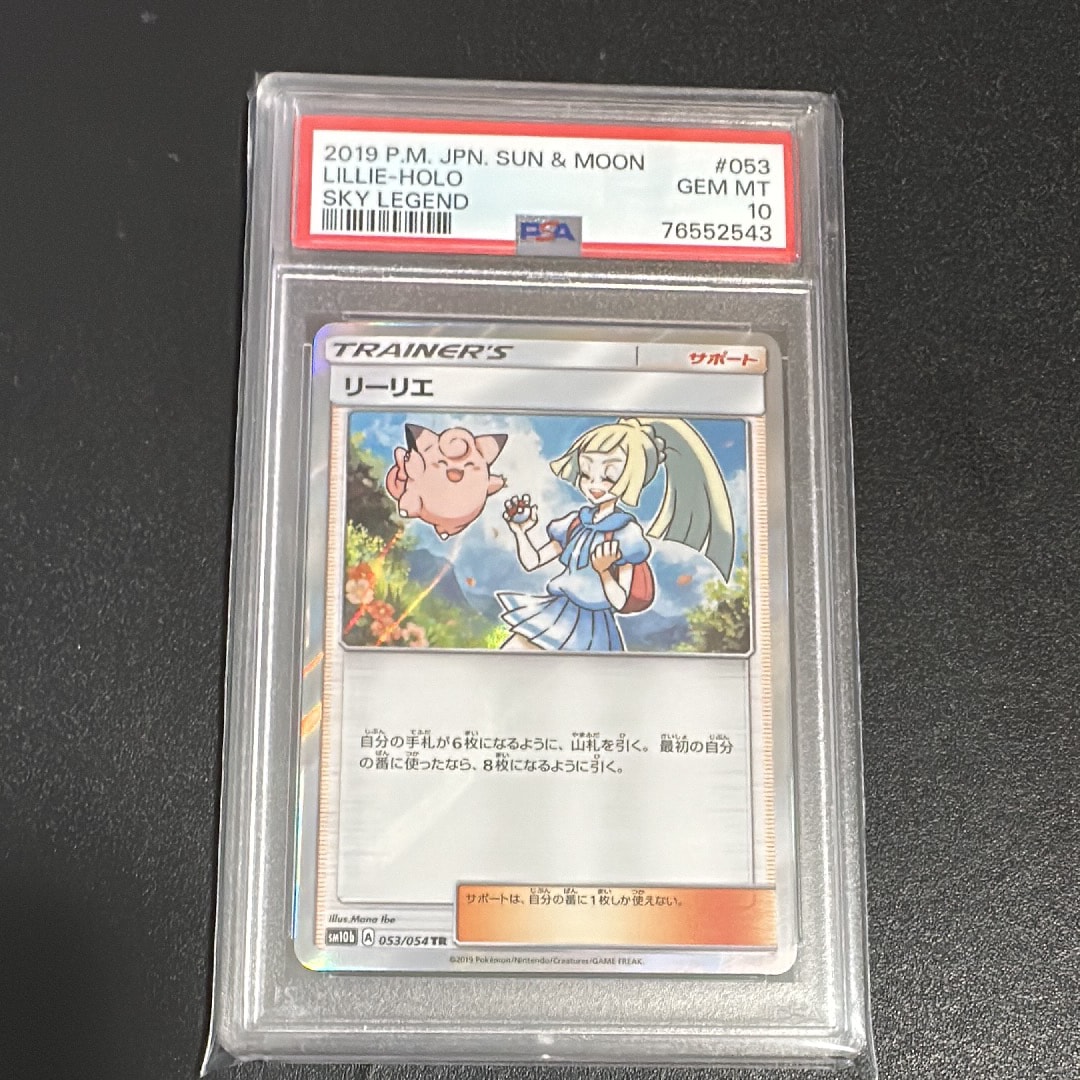 2019 P.M. JPN. SUN & MOON #053
LILLIE-HOLO GEM MT
SKY LEGEND 10
PSA 76552543
TRAINER'S サポート
リーリエ
自分の手札が6枚になるように、山札を引く。最初の自分
の番に使ったなら、8枚になるように引く。
サポートは、自分の番に1枚しか使えない。
illus. Mana Ibe
sm10b A 053/054 TR
©2019 Pokémon/Nintendo/Creatures/GAME FREAK.